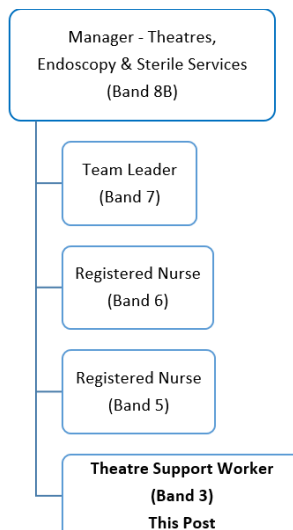 Manager - Theatres,
Endoscopy & Sterile Services
(Band 8B)
Team Leader
(Band 7)
Registered Nurse
(Band 6)
Registered Nurse
(Band 5)
Theatre Support Worker
(Band 3)
This Post